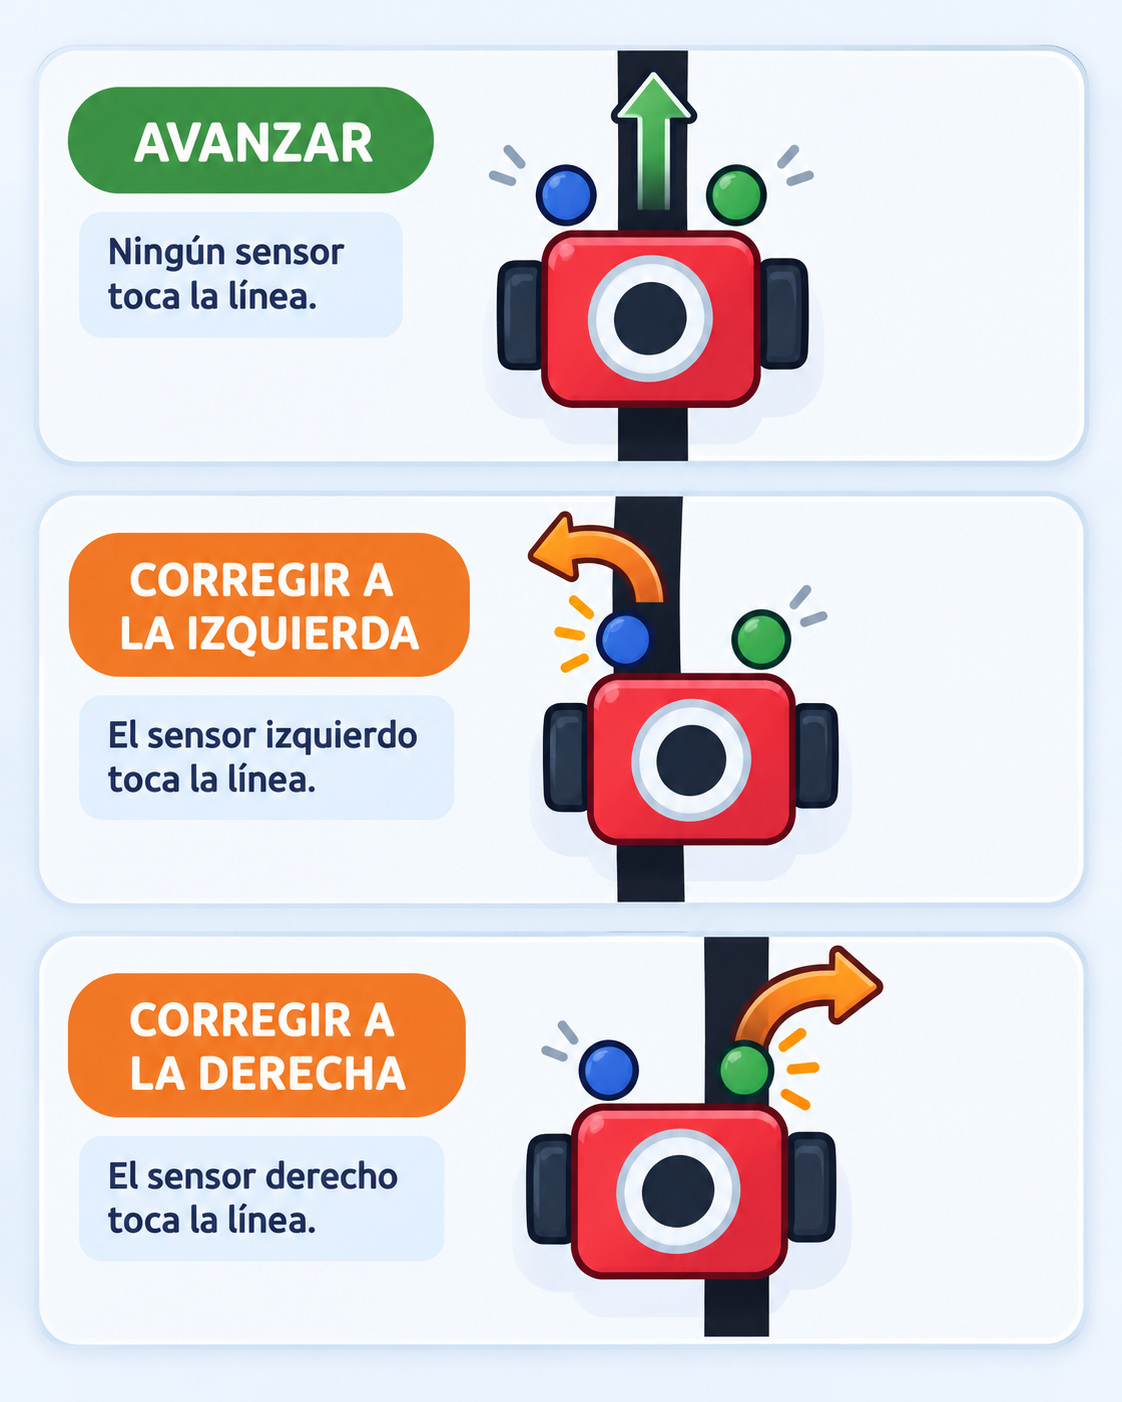 AVANZAR
Ningún sensor
toca la línea.
CORREGIR A
LA IZQUIERDA
El sensor izquierdo
toca la línea.
CORREGIR A
LA DERECHA
El sensor derecho
toca la línea.